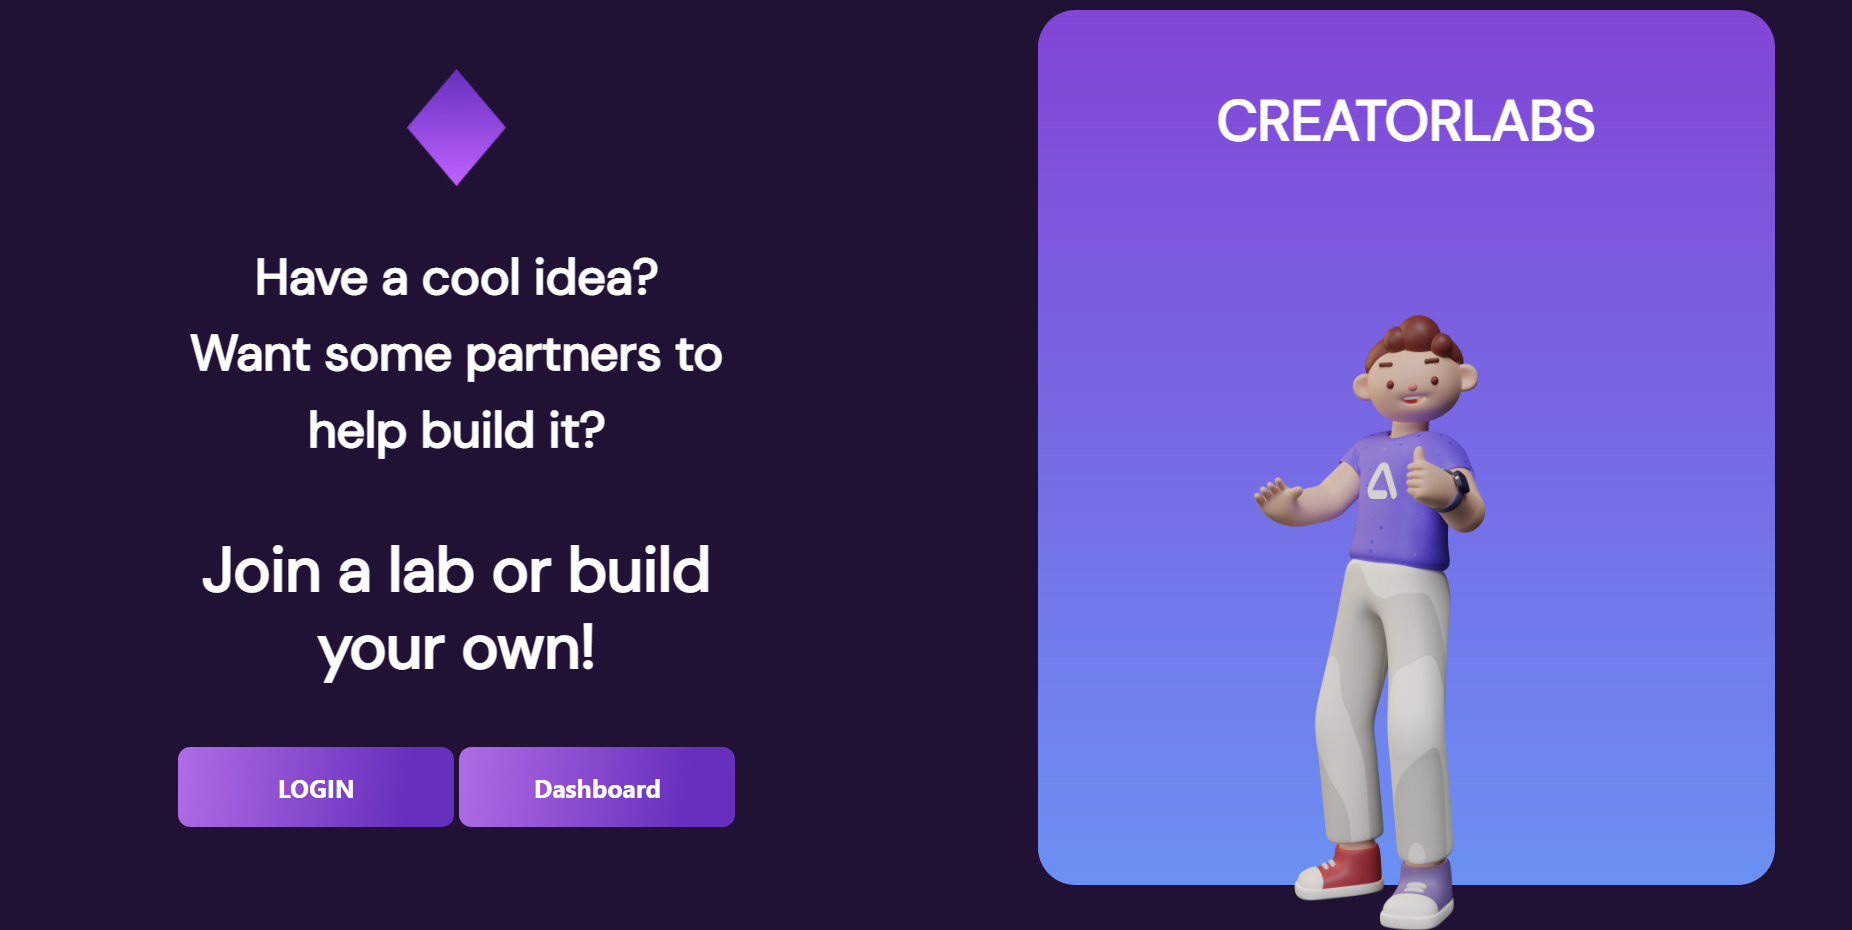 Have a cool idea?
Want some partners to
help build it?
Join a lab or build
your own!
LOGIN
Dashboard
CREATORLABS